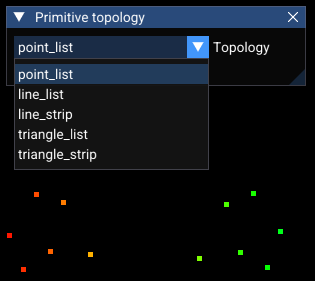 Primitive topology
point_list Topology
point_list
line_list
line_strip
triangle_list
triangle_strip